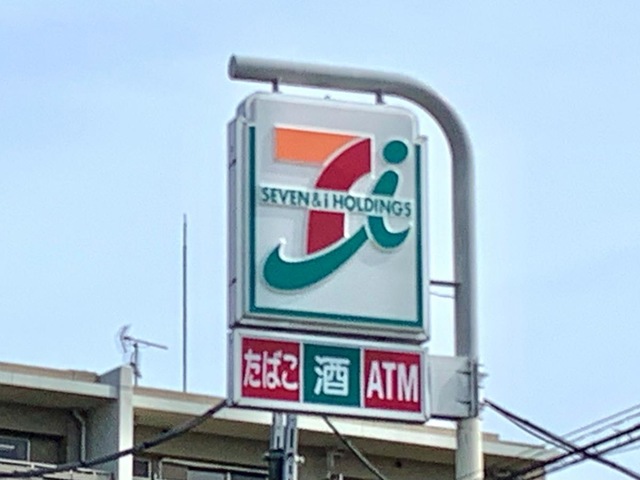 SEVEN & i HOLDINGS
たばこ 酒 ATM